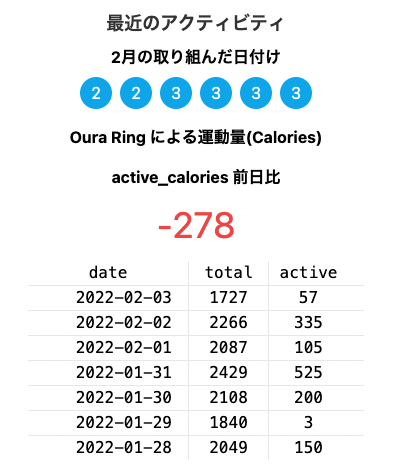 最近のアクティビティ
2月の取り組んだ日付け
2 2 3 3 3 3
Oura Ring による運動量(Calories)
active_calories 前日比
-278
date total active
2022-02-03 1727 57
2022-02-02 2266 335
2022-02-01 2087 105
2022-01-31 2429 525
2022-01-30 2108 200
2022-01-29 1840 3
2022-01-28 2049 150